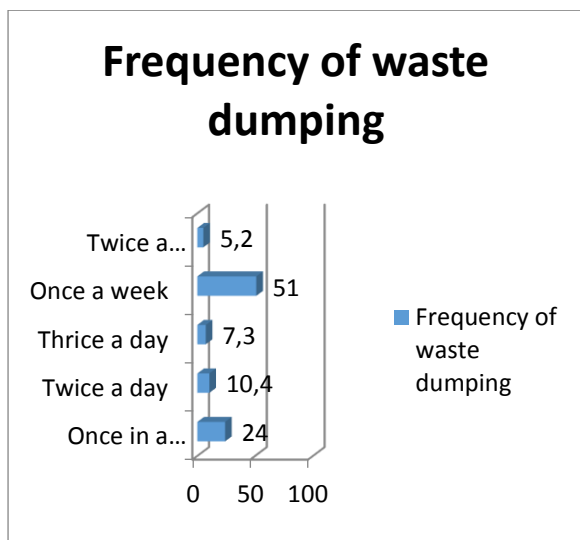 Frequency of waste
dumping
Twice a... 5,2
Once a week 51
Thrice a day 7,3
Twice a day 10,4
Once in a... 24
0 50 100
Frequency of
waste
dumping